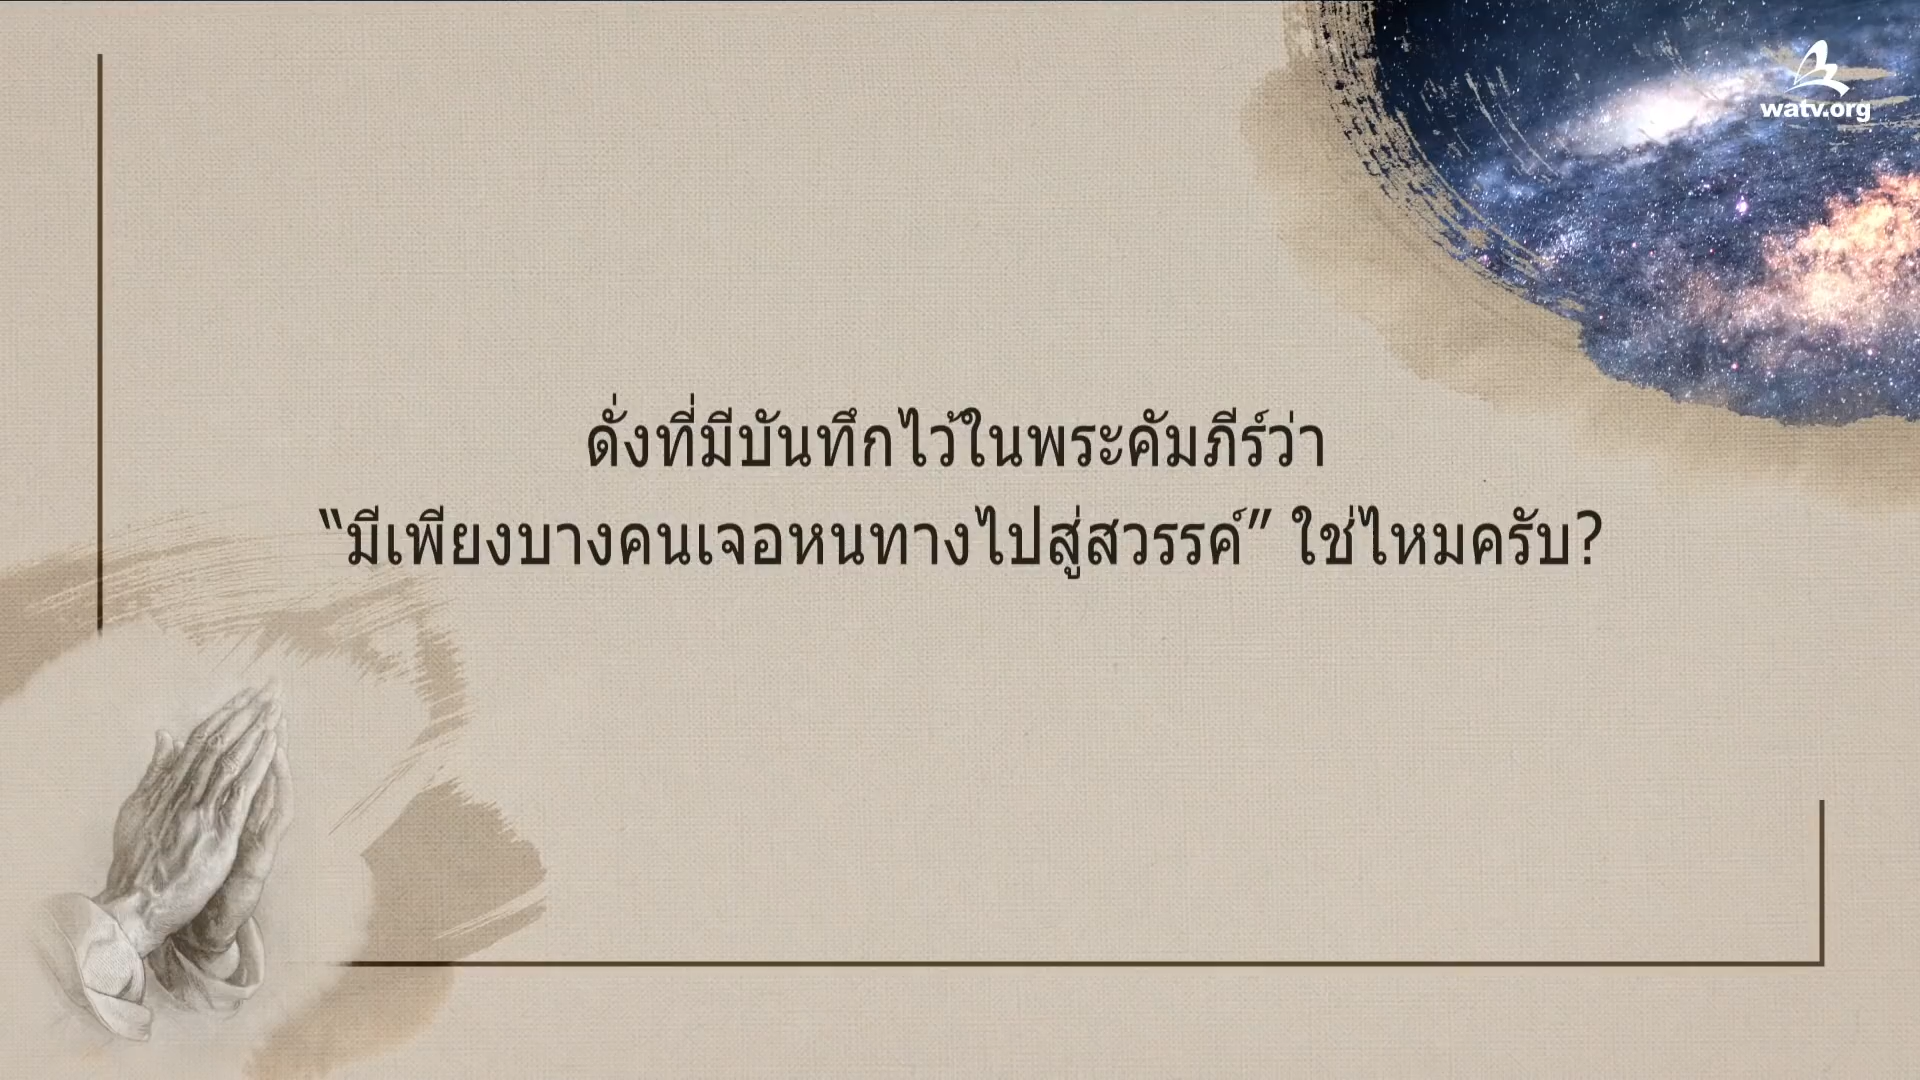 watv.org
ดั่งที่มีบันทึกไว้ในพระคัมภีร์ว่า
“มีเพียงบางคนเจอหนทางไปสู่สวรรค์” ใช่ไหมครับ?